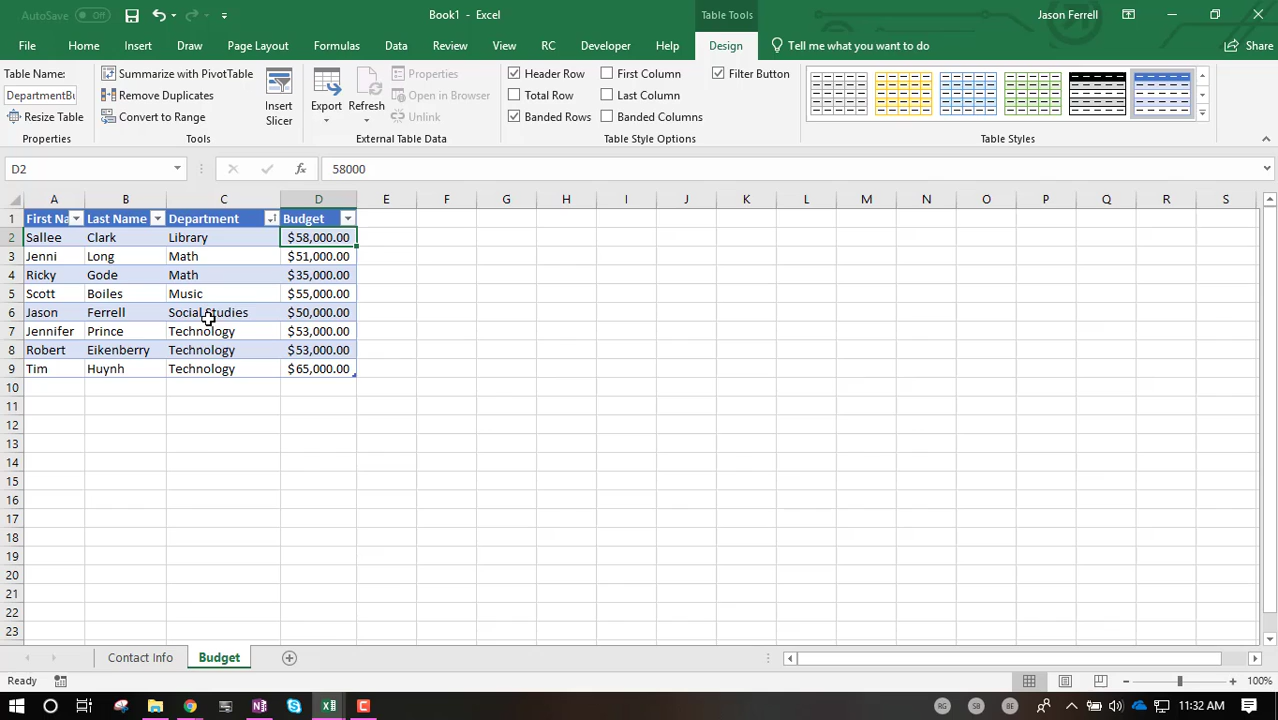 AutoSave Off
Book1 - Excel
Table Tools
Jason Ferrell
File Home Insert Draw Page Layout Formulas Data Review View RC Developer Help Design Tell me what you want to do Share
Table Name: Summarize with PivotTable Properties Header Row First Column Filter Button
DepartmentBu Remove Duplicates Insert Slicer Export Refresh Open in Browser Total Row Last Column
Resize Table Convert to Range Unlink Banded Rows Banded Columns
Properties Tools External Table Data Table Style Options Table Styles
D2 fx 58000
A B C D E F G H I J K L M N O P Q R S
1 First Na Last Name Department Budget
2 Sallee Clark Library $58,000.00
3 Jenni Long Math $51,000.00
4 Ricky Gode Math $35,000.00
5 Scott Boiles Music $55,000.00
6 Jason Ferrell Social Studies $50,000.00
7 Jennifer Prince Technology $53,000.00
8 Robert Eikenberry Technology $53,000.00
9 Tim Huynh Technology $65,000.00
10
11
12
13
14
15
16
17
18
19
20
21
22
23
Contact Info Budget
Ready 100%
RG SB BE 11:32 AM